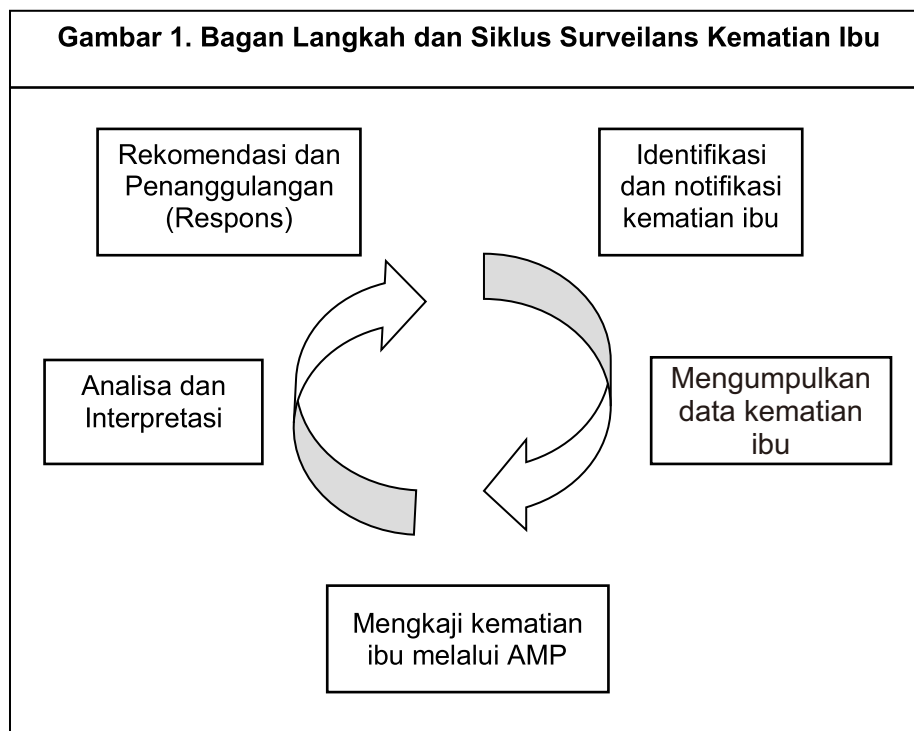 Gambar 1. Bagan Langkah dan Siklus Surveilans Kematian Ibu
Rekomendasi dan
Penanggulangan
(Respons)
Identifikasi
dan notifikasi
kematian ibu
Analisa dan
Interpretasi
Mengumpulkan
data kematian
ibu
Mengkaji kematian
ibu melalui AMP